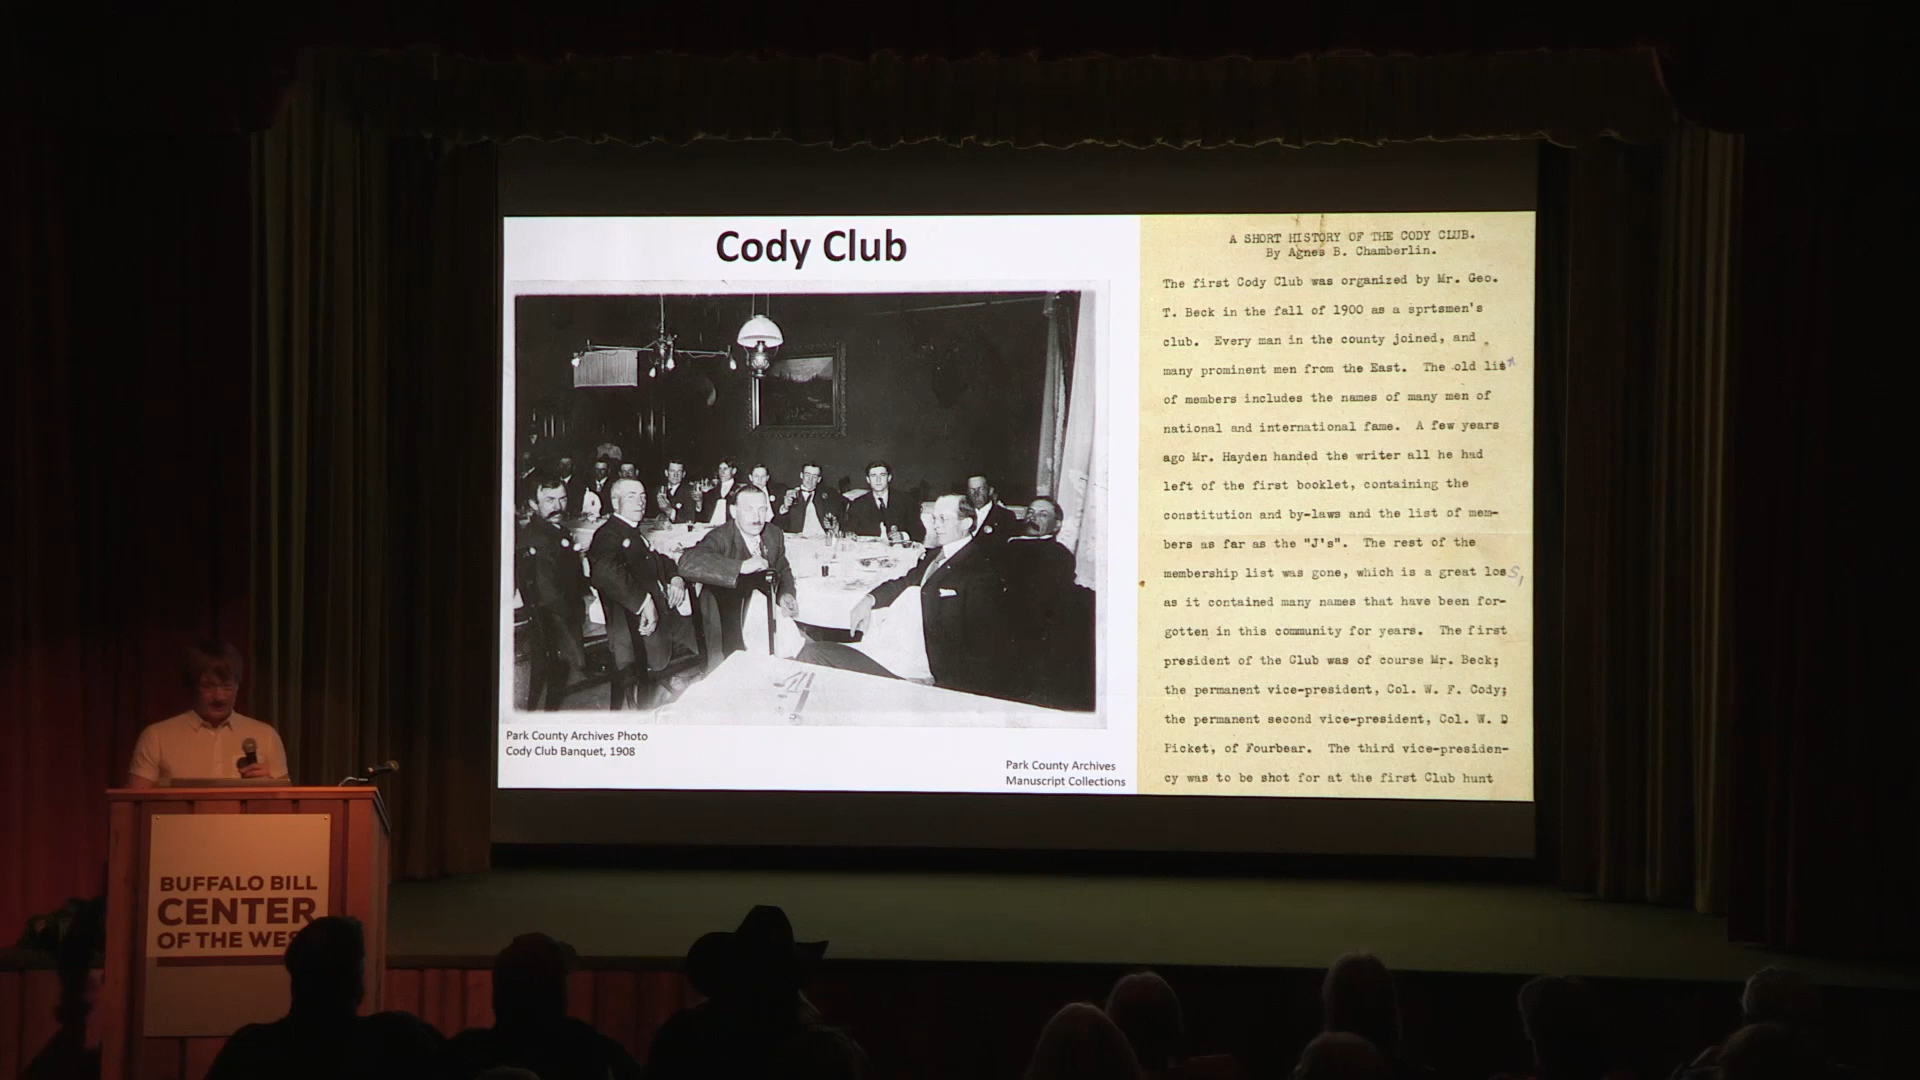 Cody Club
Park County Archives Photo
Cody Club Banquet, 1908
Park County Archives
Manuscript Collections
A SHORT HISTORY OF THE CODY CLUB.
By Agnes B. Chamberlin.
The first Cody Club was organized by Mr. Geo.
T. Beck in the fall of 1900 as a sprtsmen's
club. Every man in the county joined, and
many prominent men from the East. The old list
of members includes the names of many men of
national and international fame. A few years
ago Mr. Hayden handed the writer all he had
left of the first booklet, containing the
constitution and by-laws and the list of mem-
bers as far as the "J's". The rest of the
membership list was gone, which is a great loss,
as it contained many names that have been for-
gotten in this community for years. The first
president of the Club was of course Mr. Beck;
the permanent vice-president, Col. W. F. Cody;
the permanent second vice-president, Col. W. D
Picket, of Fourbear. The third vice-presiden-
cy was to be shot for at the first Club hunt
BUFFALO BILL
CENTER
OF THE WES